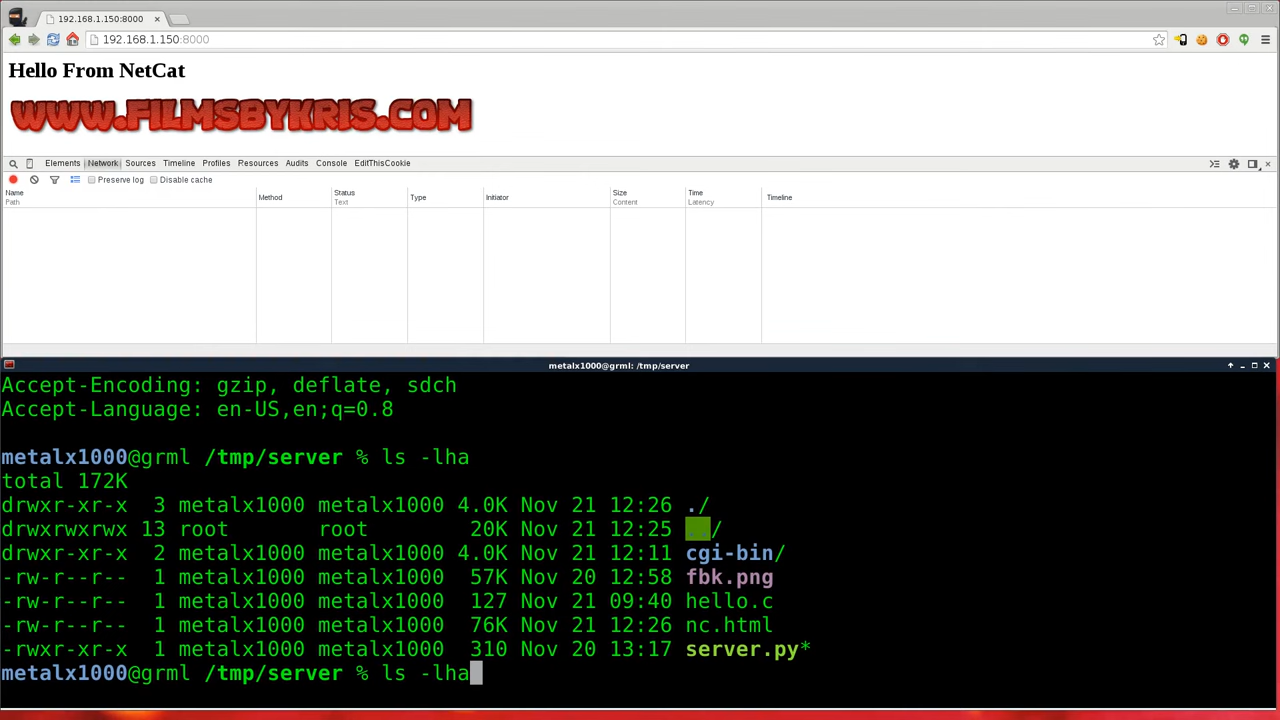 192.168.1.150:8000
192.168.1.150:8000
Hello From NetCat
WWW.FILMSBYKRIS.COM
Elements Network Sources Timeline Profiles Resources Audits Console EditThisCookie
Preserve log Disable cache
Name Path Method Status Text Type Initiator Size Content Time Latency Timeline
metalx1000@grml: /tmp/server
Accept-Encoding: gzip, deflate, sdch
Accept-Language: en-US,en;q=0.8
metalx1000@grml /tmp/server % ls -lha
total 172K
drwxr-xr-x 3 metalx1000 metalx1000 4.0K Nov 21 12:26 ./
drwxrwxrwx 13 root root 20K Nov 21 12:25 ../
drwxr-xr-x 2 metalx1000 metalx1000 4.0K Nov 21 12:11 cgi-bin/
-rw-r--r-- 1 metalx1000 metalx1000 57K Nov 20 12:58 fbk.png
-rw-r--r-- 1 metalx1000 metalx1000 127 Nov 21 09:40 hello.c
-rw-r--r-- 1 metalx1000 metalx1000 76K Nov 21 12:26 nc.html
-rwxr-xr-x 1 metalx1000 metalx1000 310 Nov 20 13:17 server.py*
metalx1000@grml /tmp/server % ls -lha